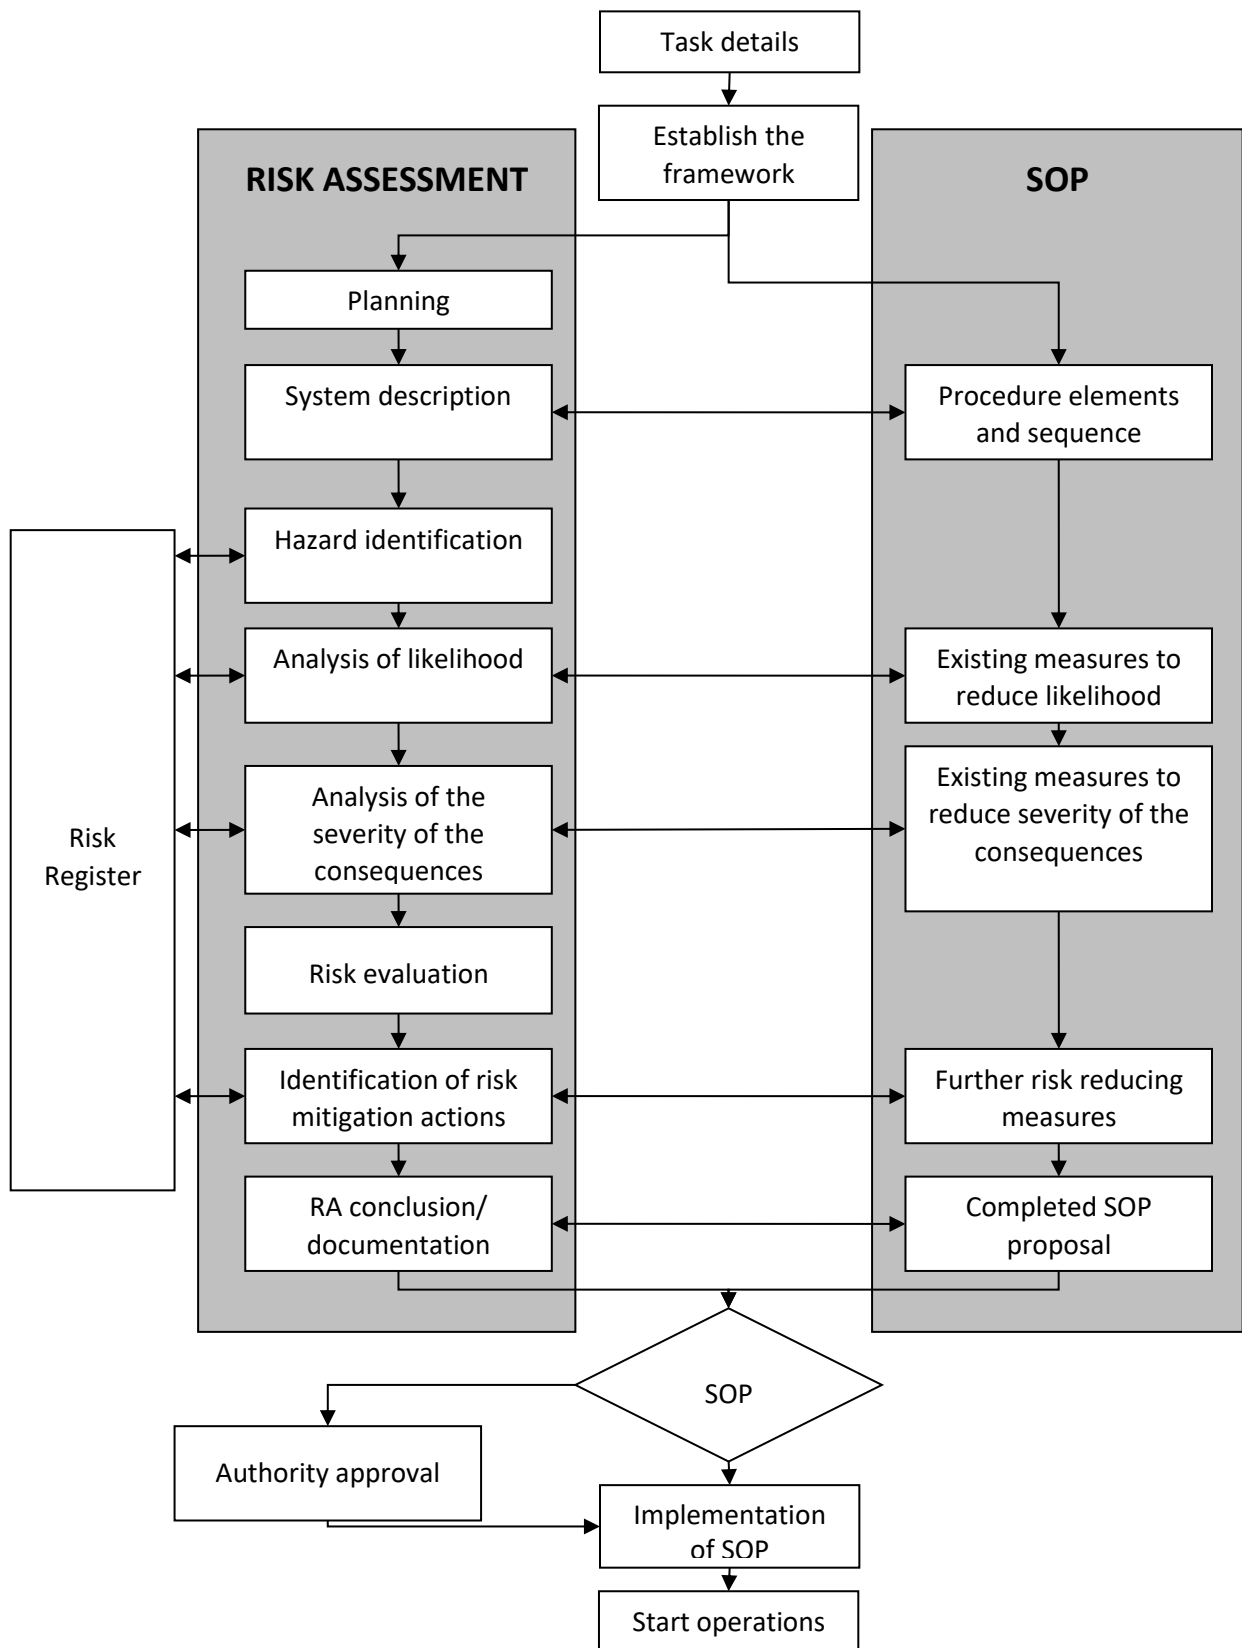 Task details
Establish the
framework
RISK ASSESSMENT
SOP
Planning
System description
Procedure elements
and sequence
Hazard identification
Analysis of likelihood
Existing measures to
reduce likelihood
Analysis of the
severity of the
consequences
Existing measures to
reduce severity of the
consequences
Risk
Register
Risk evaluation
Identification of risk
mitigation actions
Further risk reducing
measures
RA conclusion/
documentation
Completed SOP
proposal
SOP
Authority approval
Implementation
of SOP
Start operations